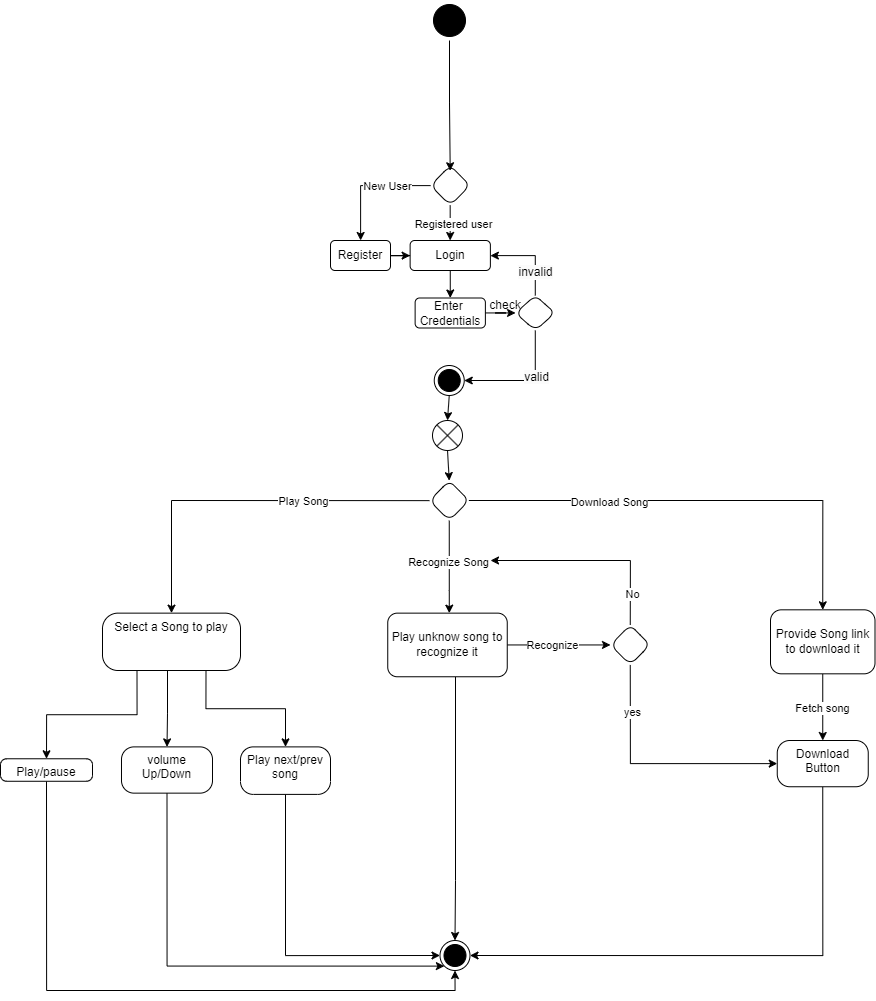 New User
Registered user
Register
Login
invalid
Enter
Credentials
check
valid
Play Song
Download Song
Recognize Song
No
Select a Song to play
Play unknow song to
recognize it
Recognize
Provide Song link
to download it
yes
Fetch song
Play/pause
volume
Up/Down
Play next/prev
song
Download
Button